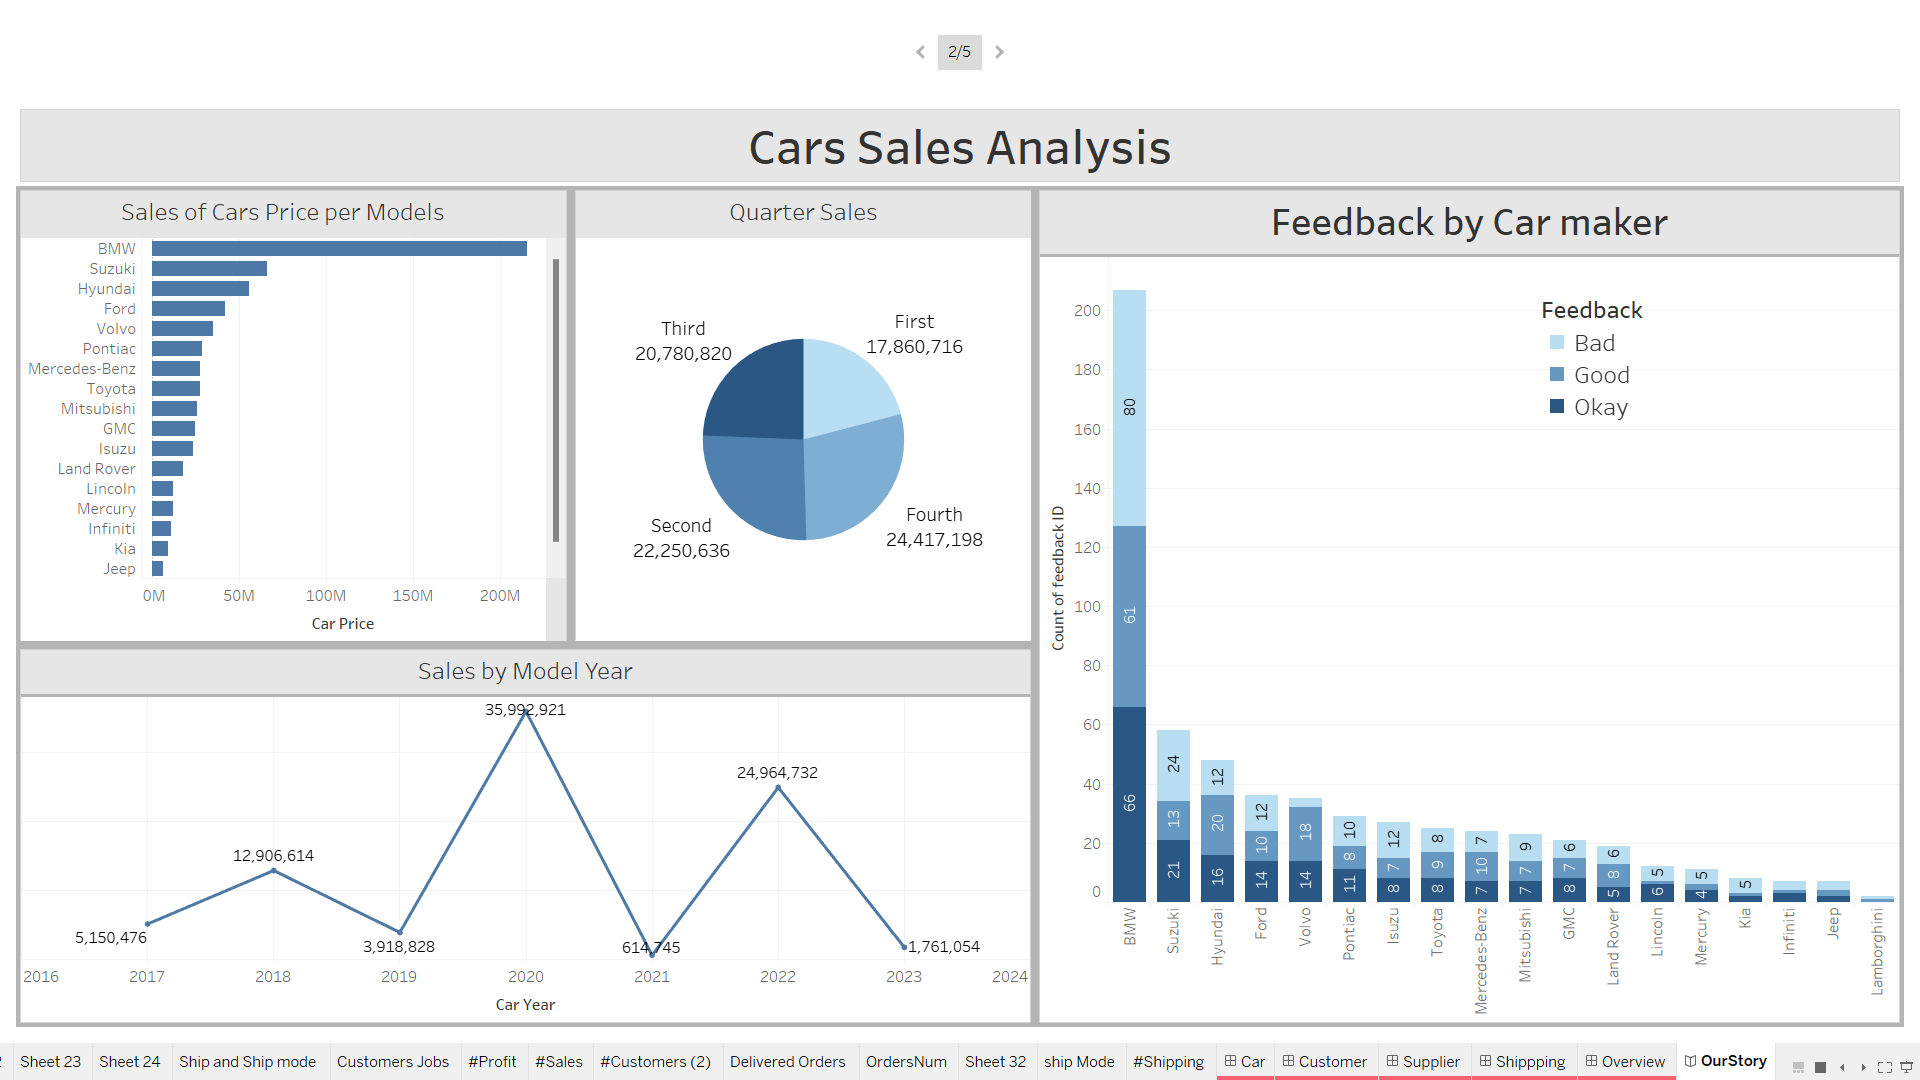 2/5
Cars Sales Analysis
Sales of Cars Price per Models
BMW
Suzuki
Hyundai
Ford
Volvo
Pontiac
Mercedes-Benz
Toyota
Mitsubishi
GMC
Isuzu
Land Rover
Lincoln
Mercury
Infiniti
Kia
Jeep
0M 50M 100M 150M 200M
Car Price
Quarter Sales
First
17,860,716
Third
20,780,820
Fourth
24,417,198
Second
22,250,636
Sales by Model Year
35,992,921
24,964,732
12,906,614
5,150,476
3,918,828
614,745
1,761,054
2016 2017 2018 2019 2020 2021 2022 2023 2024
Car Year
Feedback by Car maker
Feedback
Bad
Good
Okay
Count of feedback ID
200
180
160
140
120
100
80
60
40
20
0
80
61
66
24
13
21
12
20
16
12
10
14
18
14
10
8
11
12
7
8
8
9
8
7
10
7
9
7
7
6
7
8
6
8
5
5
6
5
4
5
BMW
Suzuki
Hyundai
Ford
Volvo
Pontiac
Isuzu
Toyota
Mercedes-Benz
Mitsubishi
GMC
Land Rover
Lincoln
Mercury
Kia
Infiniti
Jeep
Lamborghini
Sheet 23 Sheet 24 Ship and Ship mode Customers Jobs #Profit #Sales #Customers (2) Delivered Orders OrdersNum Sheet 32 ship Mode #Shipping Car Customer Supplier Shippping Overview OurStory